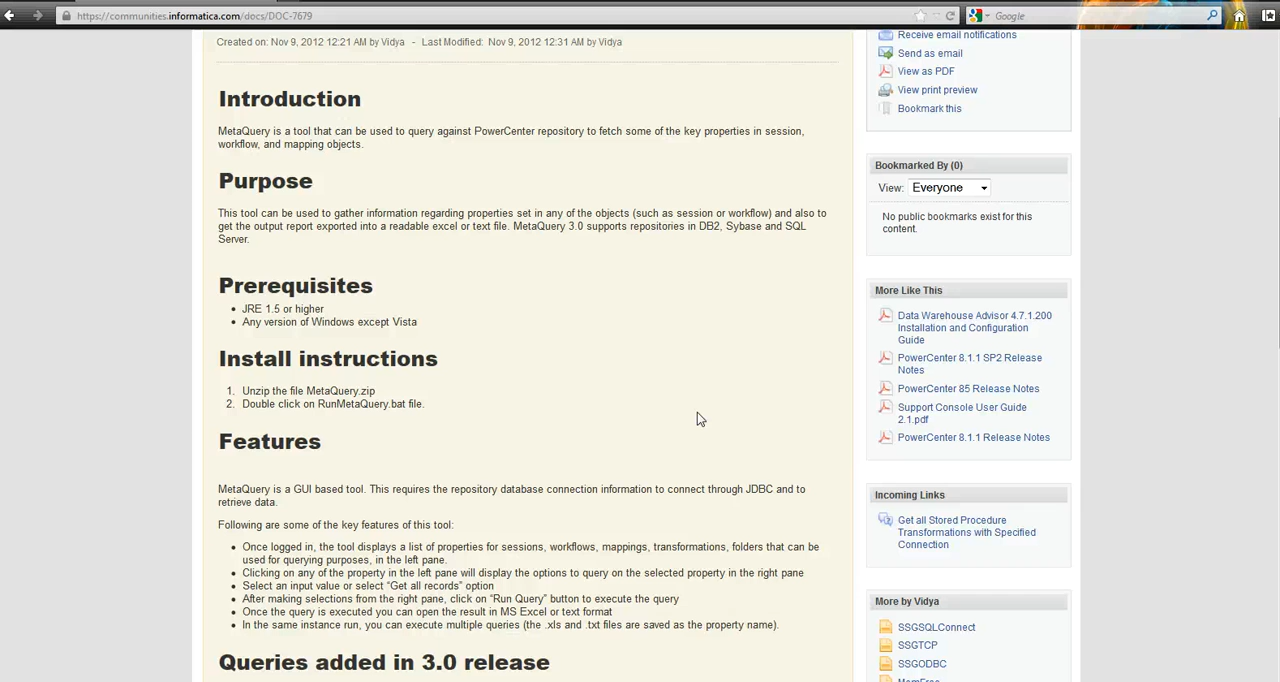 https://communities.informatica.com/docs/DOC-7679
Google
Created on: Nov 9, 2012 12:21 AM by Vidya - Last Modified: Nov 9, 2012 12:31 AM by Vidya
Introduction
MetaQuery is a tool that can be used to query against PowerCenter repository to fetch some of the key properties in session,
workflow, and mapping objects.
Purpose
This tool can be used to gather information regarding properties set in any of the objects (such as session or workflow) and also to
get the output report exported into a readable excel or text file. MetaQuery 3.0 supports repositories in DB2, Sybase and SQL
Server.
Prerequisites
• JRE 1.5 or higher
• Any version of Windows except Vista
Install instructions
1. Unzip the file MetaQuery.zip
2. Double click on RunMetaQuery.bat file.
Features
MetaQuery is a GUI based tool. This requires the repository database connection information to connect through JDBC and to
retrieve data.
Following are some of the key features of this tool:
• Once logged in, the tool displays a list of properties for sessions, workflows, mappings, transformations, folders that can be
used for querying purposes, in the left pane.
• Clicking on any of the property in the left pane will display the options to query on the selected property in the right pane
• Select an input value or select “Get all records” option
• After making selections from the right pane, click on “Run Query” button to execute the query
• Once the query is executed you can open the result in MS Excel or text format
• In the same instance run, you can execute multiple queries (the .xls and .txt files are saved as the property name).
Queries added in 3.0 release
Receive email notifications
Send as email
View as PDF
View print preview
Bookmark this
Bookmarked By (0)
View: Everyone
No public bookmarks exist for this
content.
More Like This
Data Warehouse Advisor 4.7.1.200
Installation and Configuration
Guide
PowerCenter 8.1.1 SP2 Release
Notes
PowerCenter 85 Release Notes
Support Console User Guide
2.1.pdf
PowerCenter 8.1.1 Release Notes
Incoming Links
Get all Stored Procedure
Transformations with Specified
Connection
More by Vidya
SSGSQLConnect
SSGTCP
SSGODBC